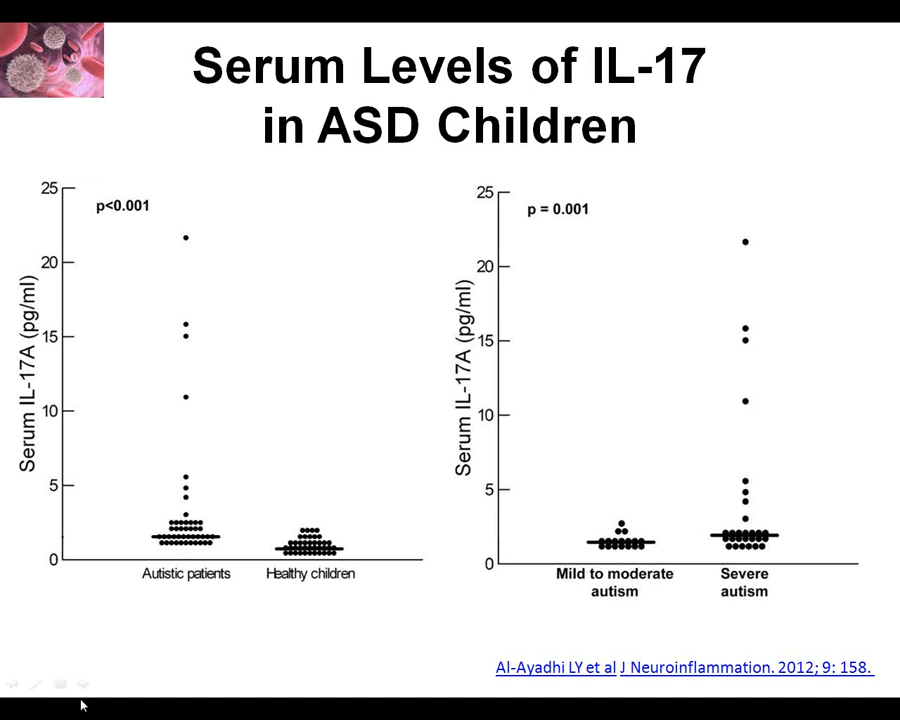 Serum Levels of IL-17
in ASD Children
25
p<0.001
20
15
10
5
0
Serum IL-17A (pg/ml)
Autistic patients
Healthy children
25
p = 0.001
20
15
10
5
0
Serum IL-17A (pg/ml)
Mild to moderate
autism
Severe
autism
Al-Ayadhi LY et al J Neuroinflammation. 2012; 9: 158.